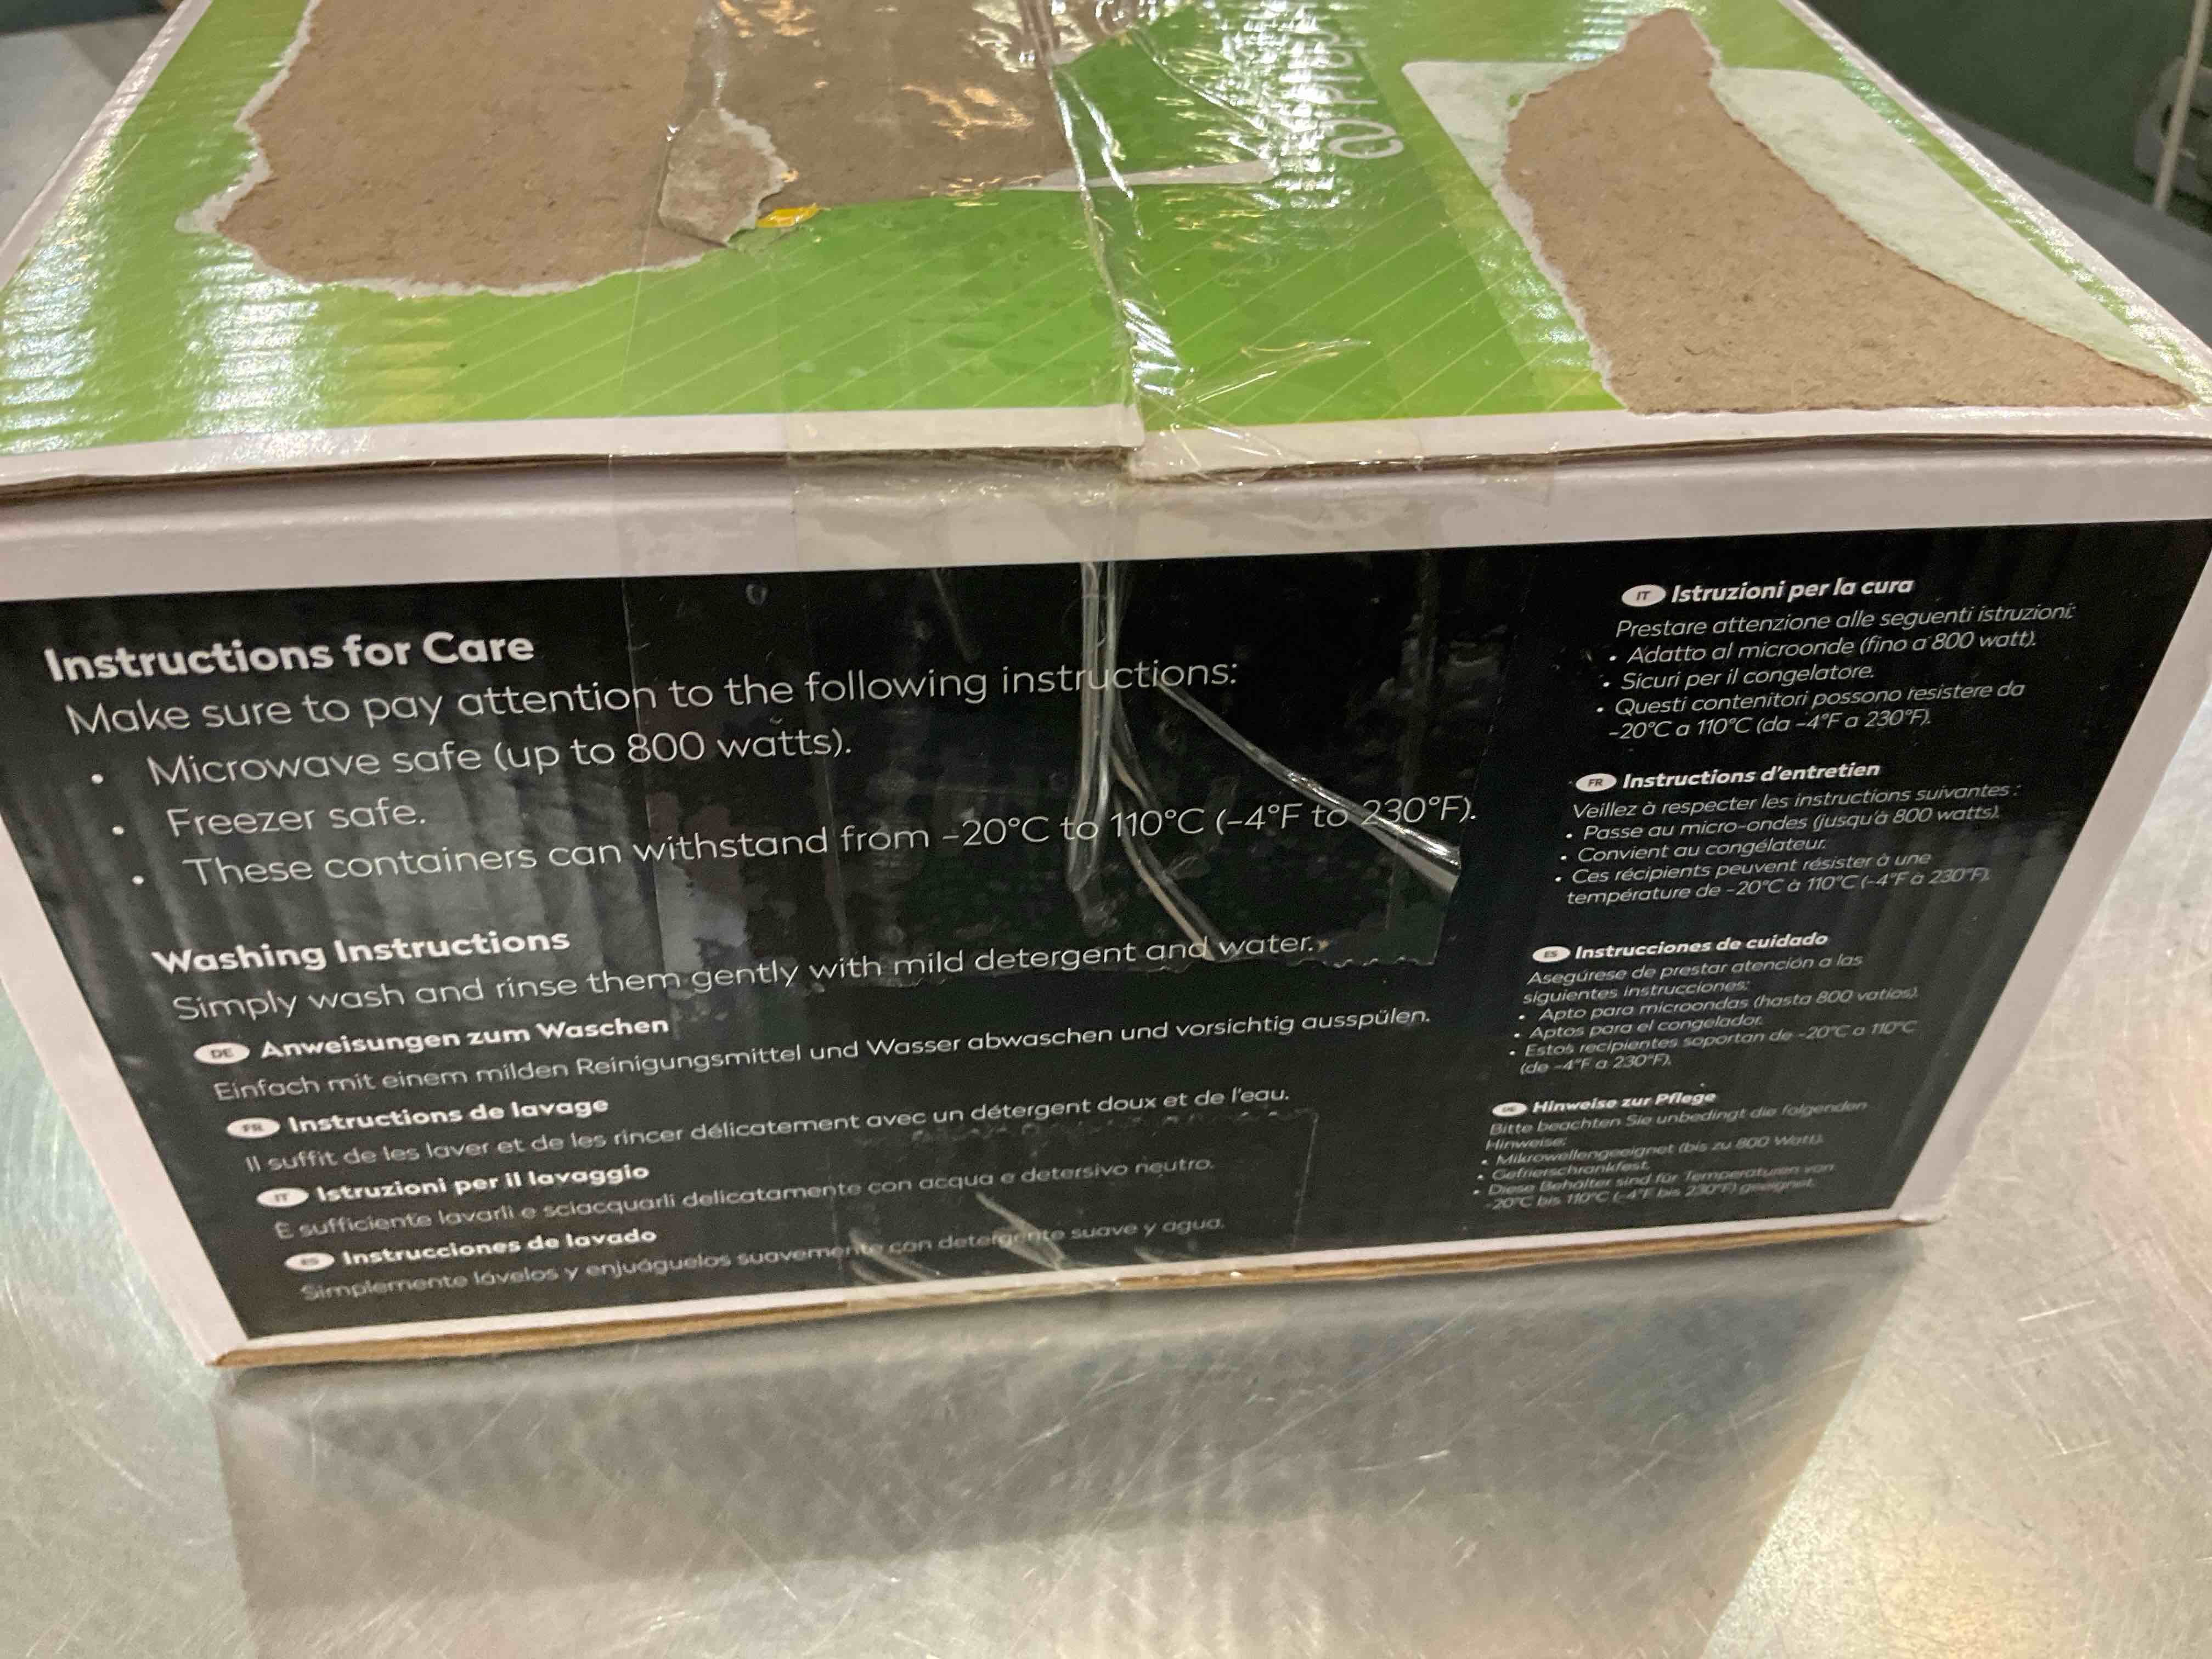 Instructions for Care
Make sure to pay attention to the following instructions:
• Microwave safe (up to 800 watts).
• Freezer safe.
• These containers can withstand from -20°C to 110°C (-4°F to 230°F).
Washing Instructions
Simply wash and rinse them gently with mild detergent and water.
DE Anweisungen zum Waschen
Einfach mit einem milden Reinigungsmittel und Wasser abwaschen und vorsichtig ausspülen.
FR Instructions de lavage
Il suffit de les laver et de les rincer délicatement avec un détergent doux et de l'eau.
IT Istruzioni per il lavaggio
È sufficiente lavarli e sciacquarli delicatamente con acqua e detersivo neutro.
ES Instrucciones de lavado
Simplemente lávelos y enjuáguelos suavemente con detergente suave y agua.
IT Istruzioni per la cura
Prestare attenzione alle seguenti istruzioni:
• Adatto al microonde (fino a 800 watt).
• Sicuri per il congelatore.
• Questi contenitori possono resistere da
-20°C a 110°C (da -4°F a 230°F).
FR Instructions d'entretien
Veillez à respecter les instructions suivantes :
• Passe au micro-ondes (jusqu'à 800 watts).
• Convient au congélateur.
• Ces récipients peuvent résister à une
température de -20°C à 110°C (-4°F à 230°F).
ES Instrucciones de cuidado
Asegúrese de prestar atención a las
siguientes instrucciones:
• Apto para microondas (hasta 800 vatios).
• Aptos para el congelador.
• Estos recipientes soportan de -20°C a 110°C
(de -4°F a 230°F).
DE Hinweise zur Pflege
Bitte beachten Sie unbedingt die folgenden
Hinweise:
• Mikrowellengeeignet (bis zu 800 Watt).
• Gefrierschrankfest.
• Diese Behälter sind für Temperaturen von
-20°C bis 110°C (-4°F bis 230°F) geeignet.